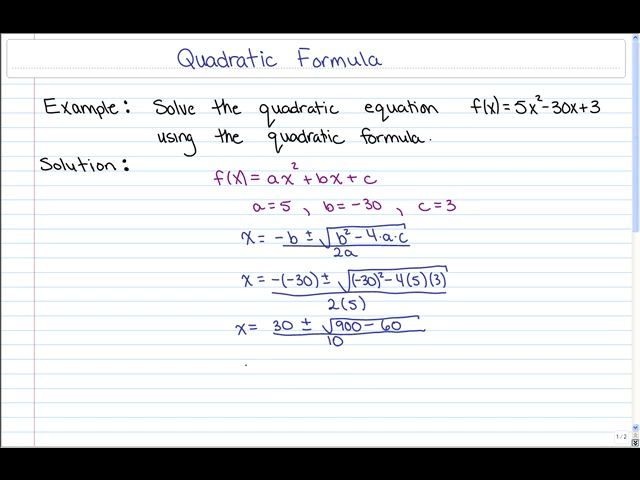 Quadratic Formula
Example: Solve the quadratic equation f(x)=5x²-30x+3
using the quadratic formula.
Solution:
f(x)=ax²+bx+c
a=5, b=-30, c=3
x= -b ± √b²-4·a·c
2a
x= -(-30)± √(-30)²-4(5)(3)
2(5)
x= 30 ± √900-60
10
1/2